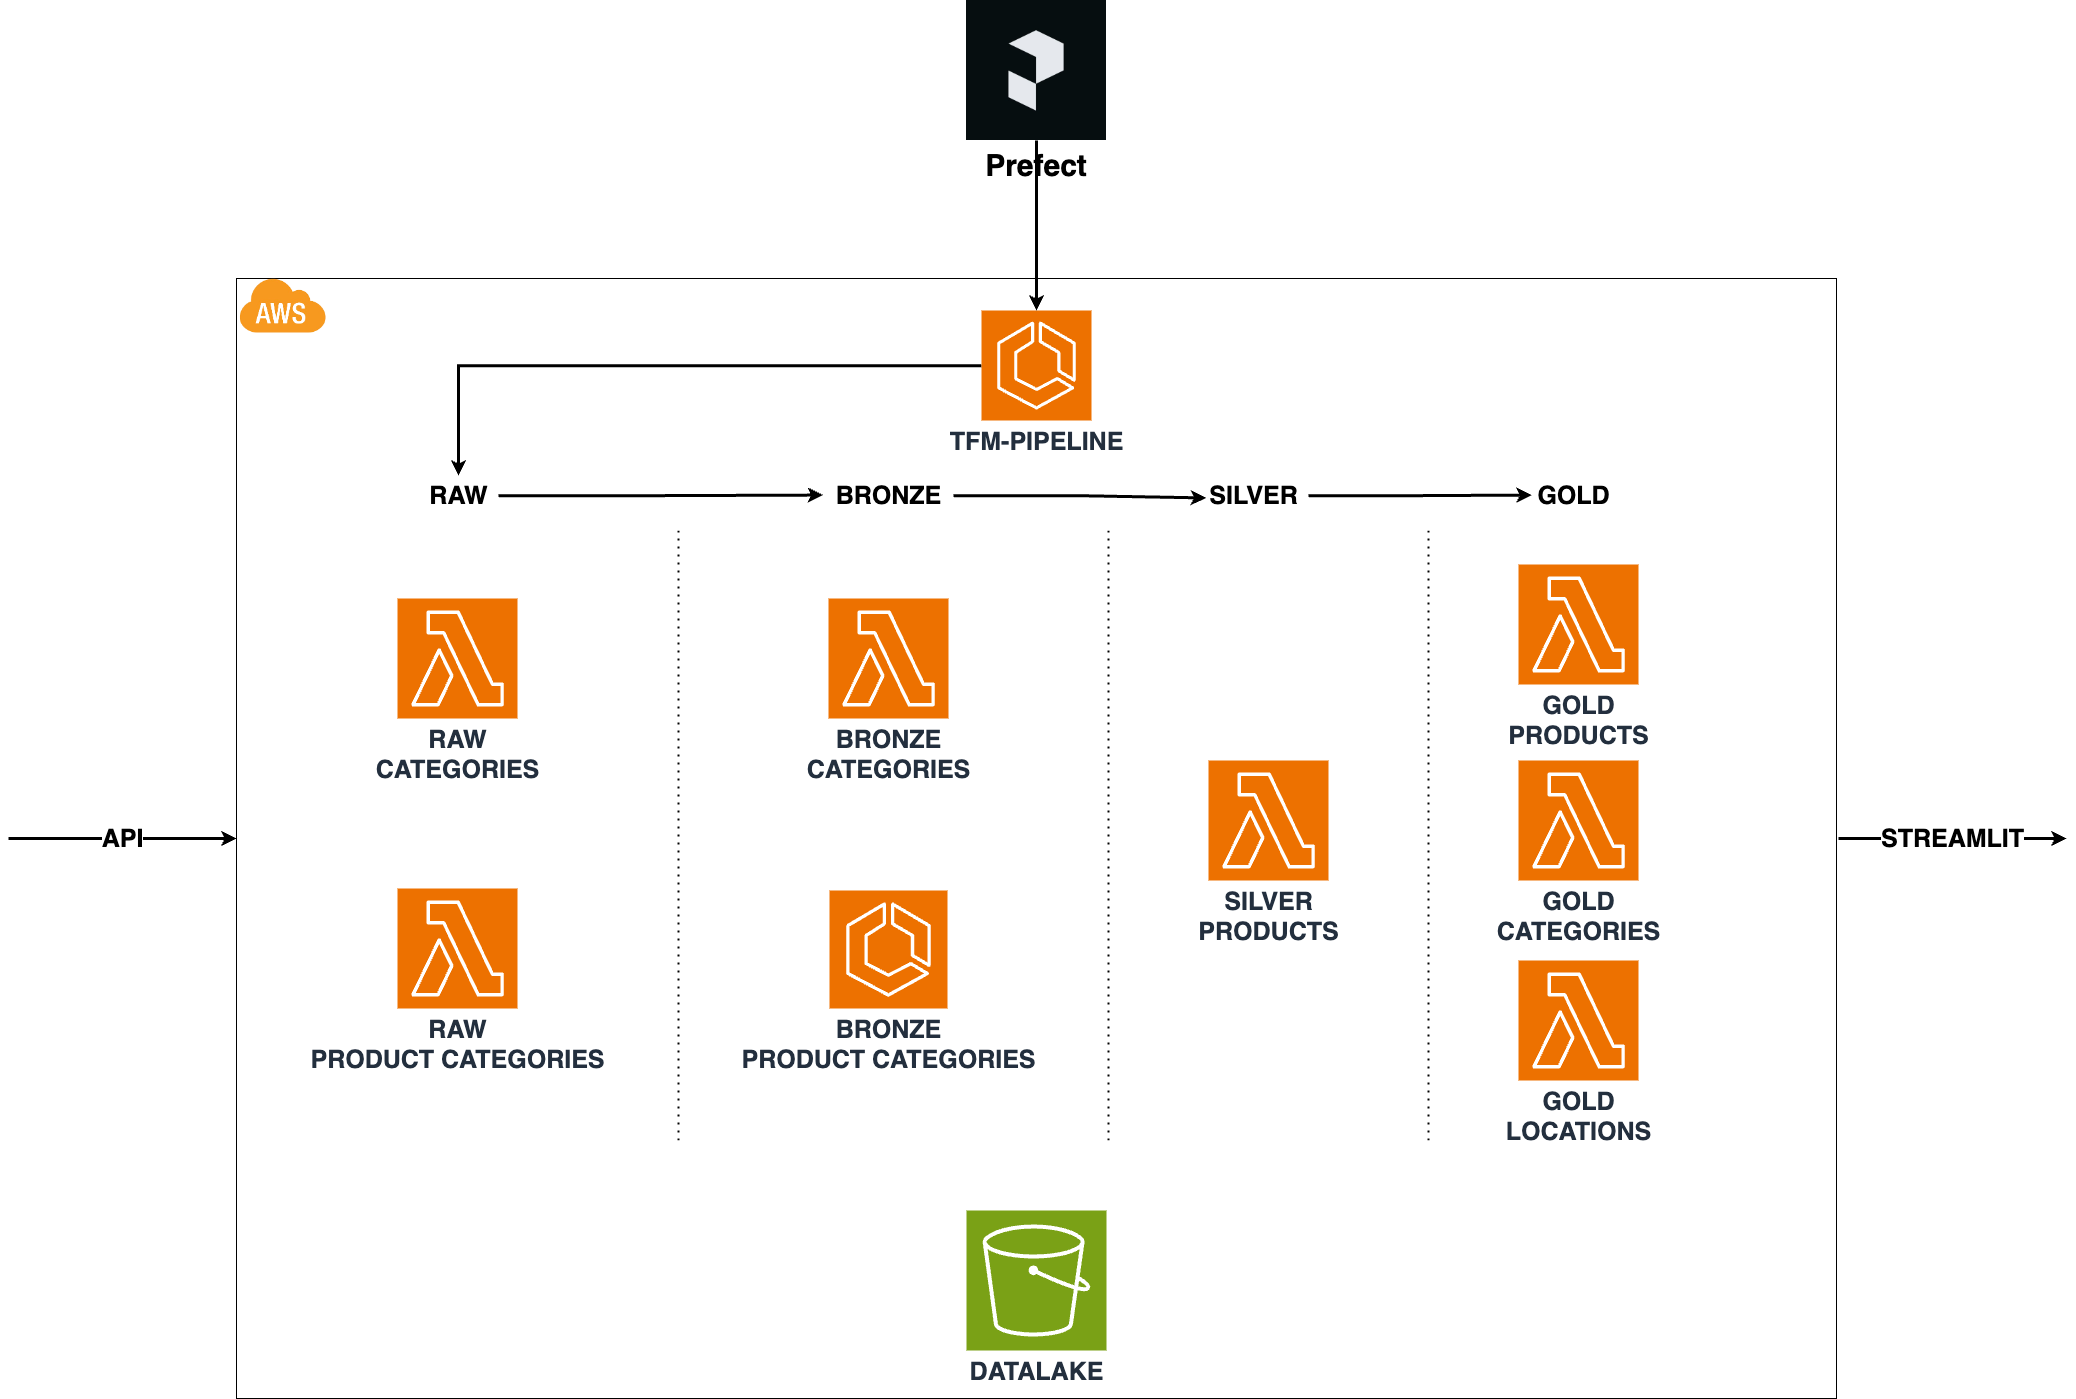 Prefect
AWS
TFM-PIPELINE
RAW
BRONZE
SILVER
GOLD
RAW
CATEGORIES
BRONZE
CATEGORIES
GOLD
PRODUCTS
API
STREAMLIT
SILVER
PRODUCTS
GOLD
CATEGORIES
RAW
PRODUCT CATEGORIES
BRONZE
PRODUCT CATEGORIES
GOLD
LOCATIONS
DATALAKE